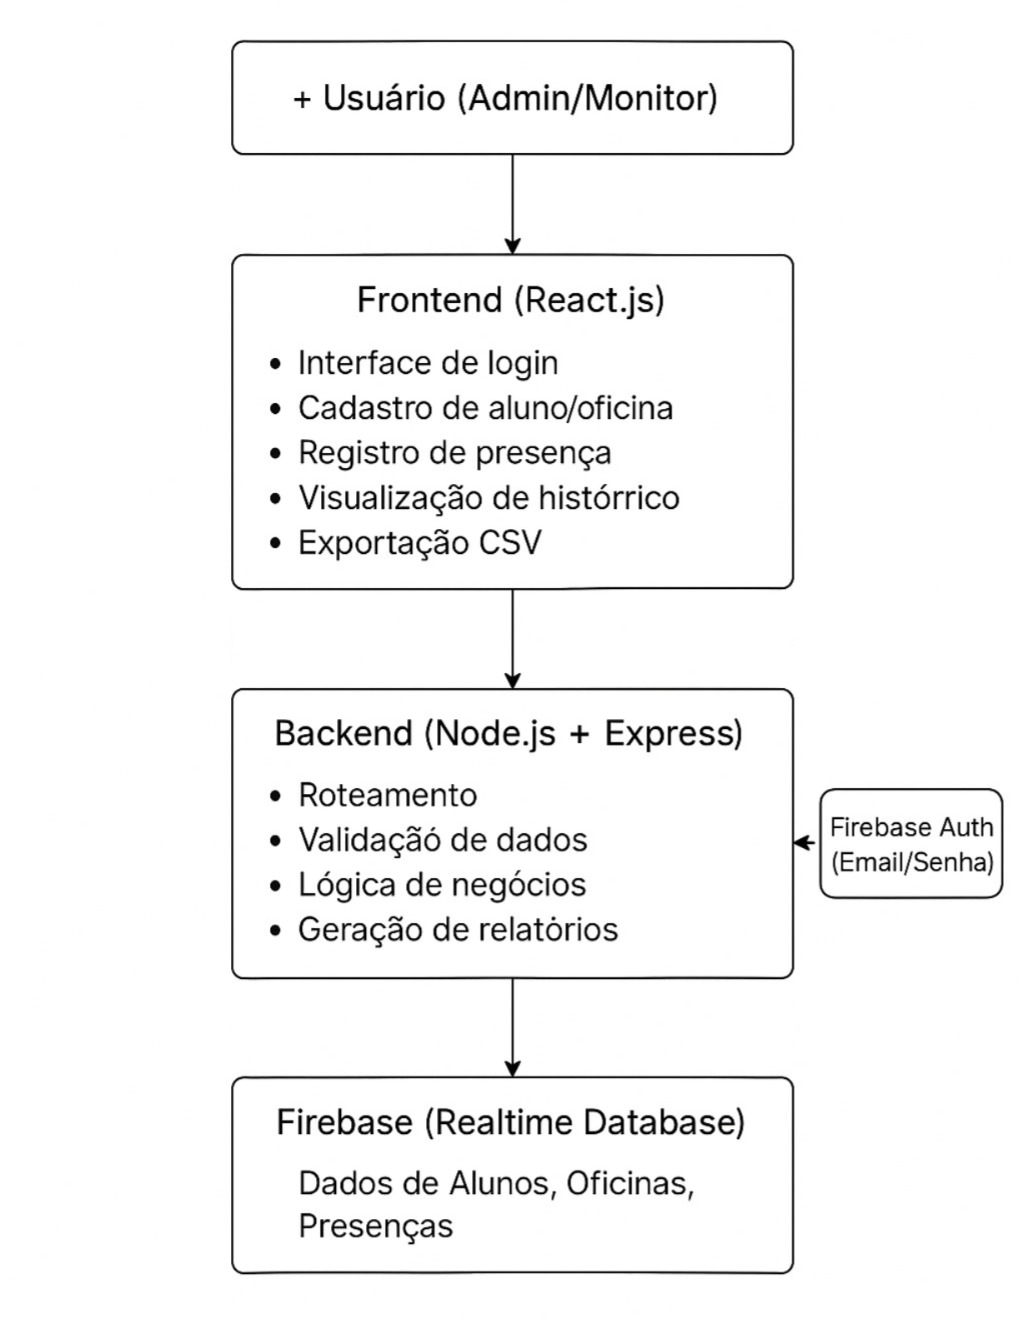 + Usuário (Admin/Monitor)
Frontend (React.js)
• Interface de login
• Cadastro de aluno/oficina
• Registro de presença
• Visualização de histórrico
• Exportação CSV
Backend (Node.js + Express)
• Roteamento
• Validaçãó de dados
• Lógica de negócios
• Geração de relatórios
Firebase Auth
(Email/Senha)
Firebase (Realtime Database)
Dados de Alunos, Oficinas,
Presenças